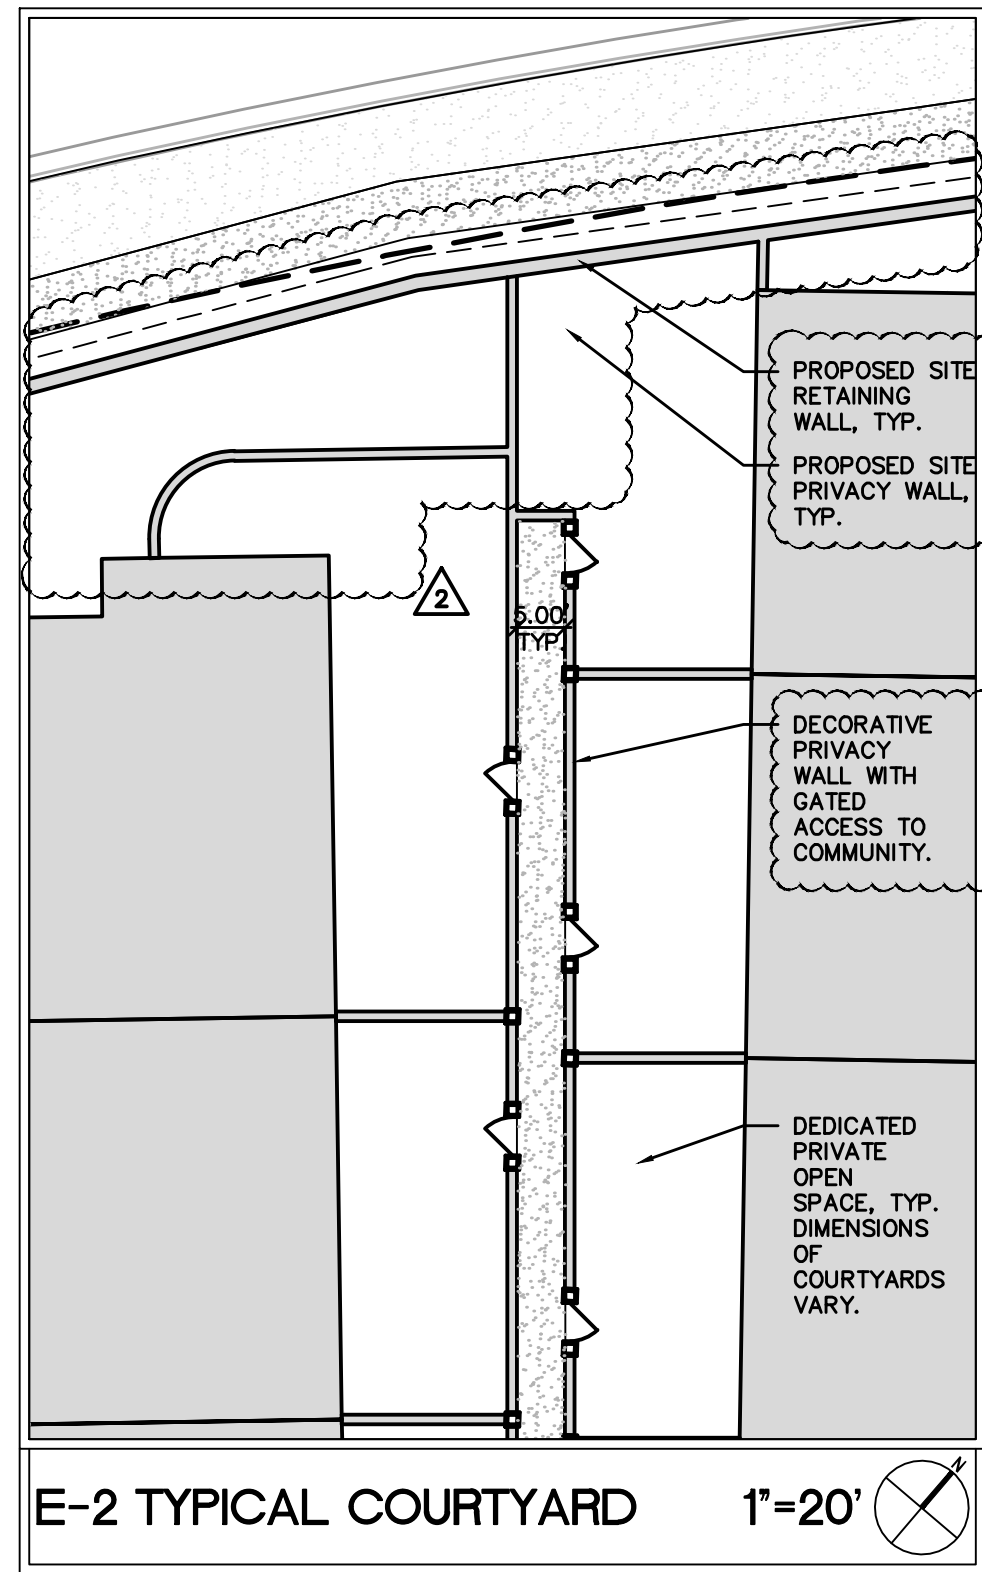 PROPOSED SITE
RETAINING
WALL, TYP.
PROPOSED SITE
PRIVACY WALL,
TYP.
2
5.00'
TYP.
DECORATIVE
PRIVACY
WALL WITH
GATED
ACCESS TO
COMMUNITY.
DEDICATED
PRIVATE
OPEN
SPACE, TYP.
DIMENSIONS
OF
COURTYARDS
VARY.
E-2 TYPICAL COURTYARD 1"=20'
N